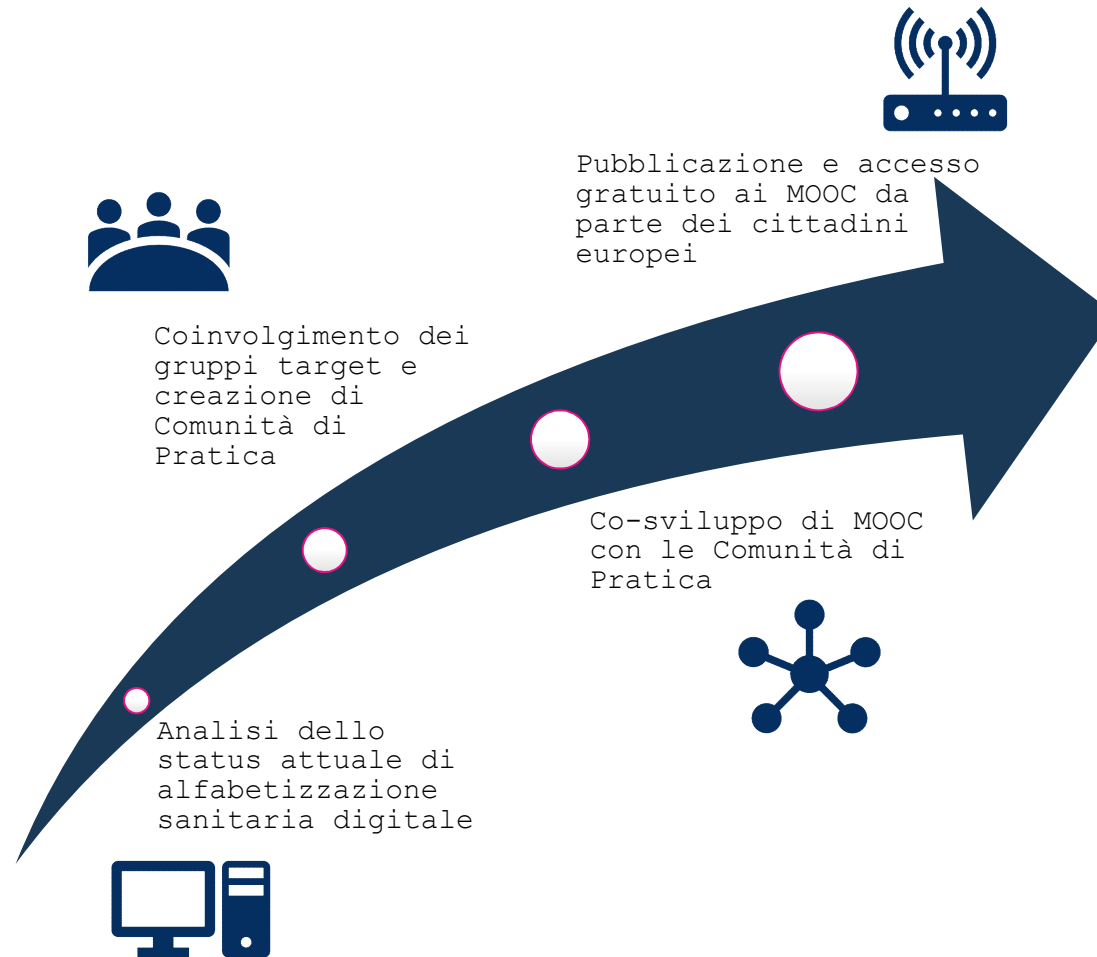 Pubblicazione e accesso
gratuito ai MOOC da
parte dei cittadini
europei
Coinvolgimento dei
gruppi target e
creazione di
Comunità di
Pratica
Co-sviluppo di MOOC
con le Comunità di
Pratica
Analisi dello
status attuale di
alfabetizzazione
sanitaria digitale